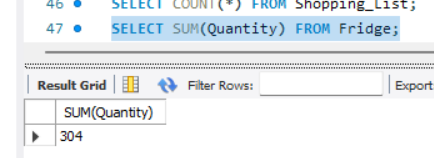 46 SELECT COUNT(*) FROM Shopping_List;
47 SELECT SUM(Quantity) FROM Fridge;
Result Grid Filter Rows: Export
SUM(Quantity)
304